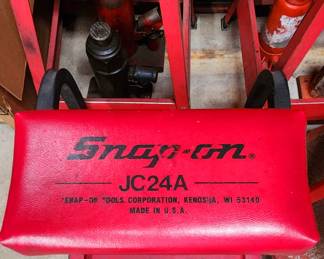 Snap-on®
JC24A
SNAP-ON TOOLS CORPORATION, KENOSHA, WI 53140
MADE IN U.S.A.